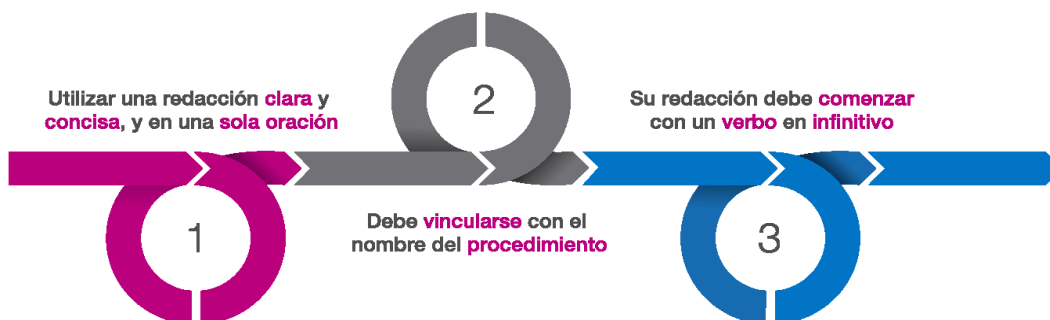 Utilizar una redacción clara y
concisa, y en una sola oración
1
2
Debe vincularse con el
nombre del procedimiento
Su redacción debe comenzar
con un verbo en infinitivo
3